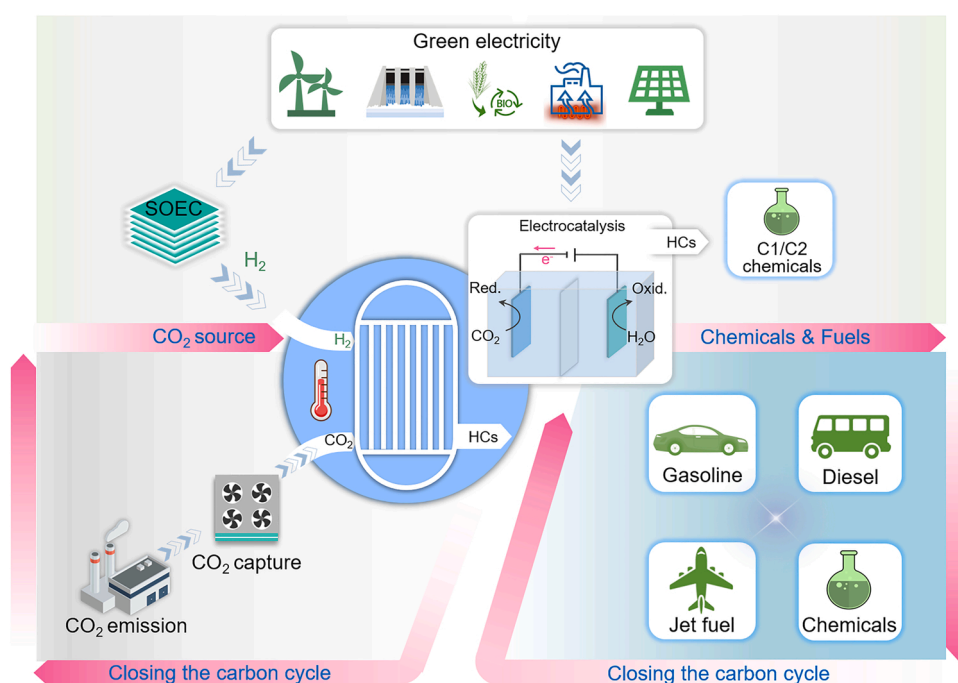 Green electricity
BIO
SOEC
H₂
Electrocatalysis
e⁻
Red.
Oxid.
CO₂
H₂O
HCs
C1/C2
chemicals
CO₂ source
Chemicals & Fuels
H₂
CO₂
HCs
Gasoline
Diesel
CO₂ capture
CO₂ emission
Jet fuel
Chemicals
Closing the carbon cycle
Closing the carbon cycle